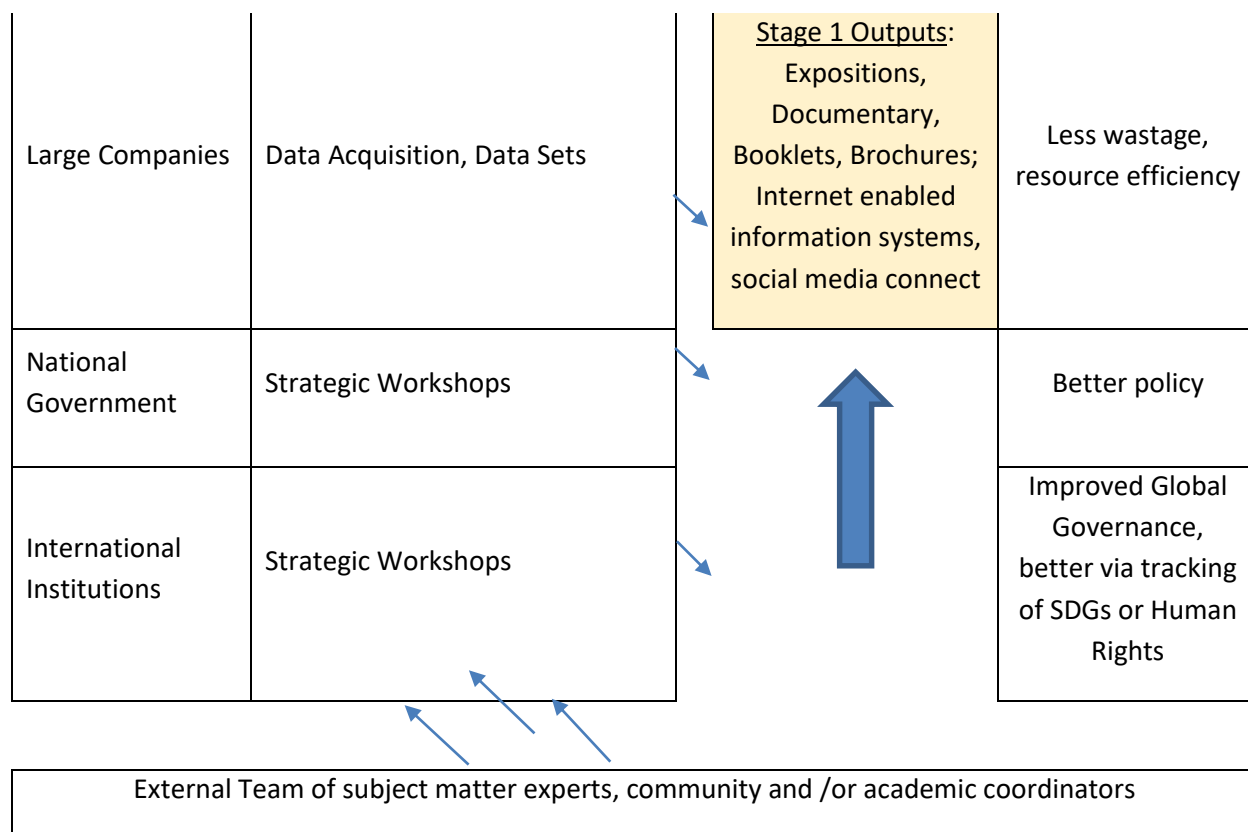 Large Companies
Data Acquisition, Data Sets
Stage 1 Outputs:
Expositions,
Documentary,
Booklets, Brochures;
Internet enabled
information systems,
social media connect
Less wastage,
resource efficiency
National
Government
Strategic Workshops
Better policy
International
Institutions
Strategic Workshops
Improved Global
Governance,
better via tracking
of SDGs or Human
Rights
External Team of subject matter experts, community and /or academic coordinators